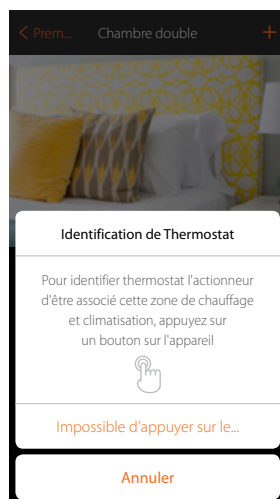 < Prem... Chambre double +
Identification de Thermostat
Pour identifier thermostat l'actionneur
d'être associé cette zone de chauffage
et climatisation, appuyez sur
un bouton sur l'appareil
Impossible d'appuyer sur le...
Annuler